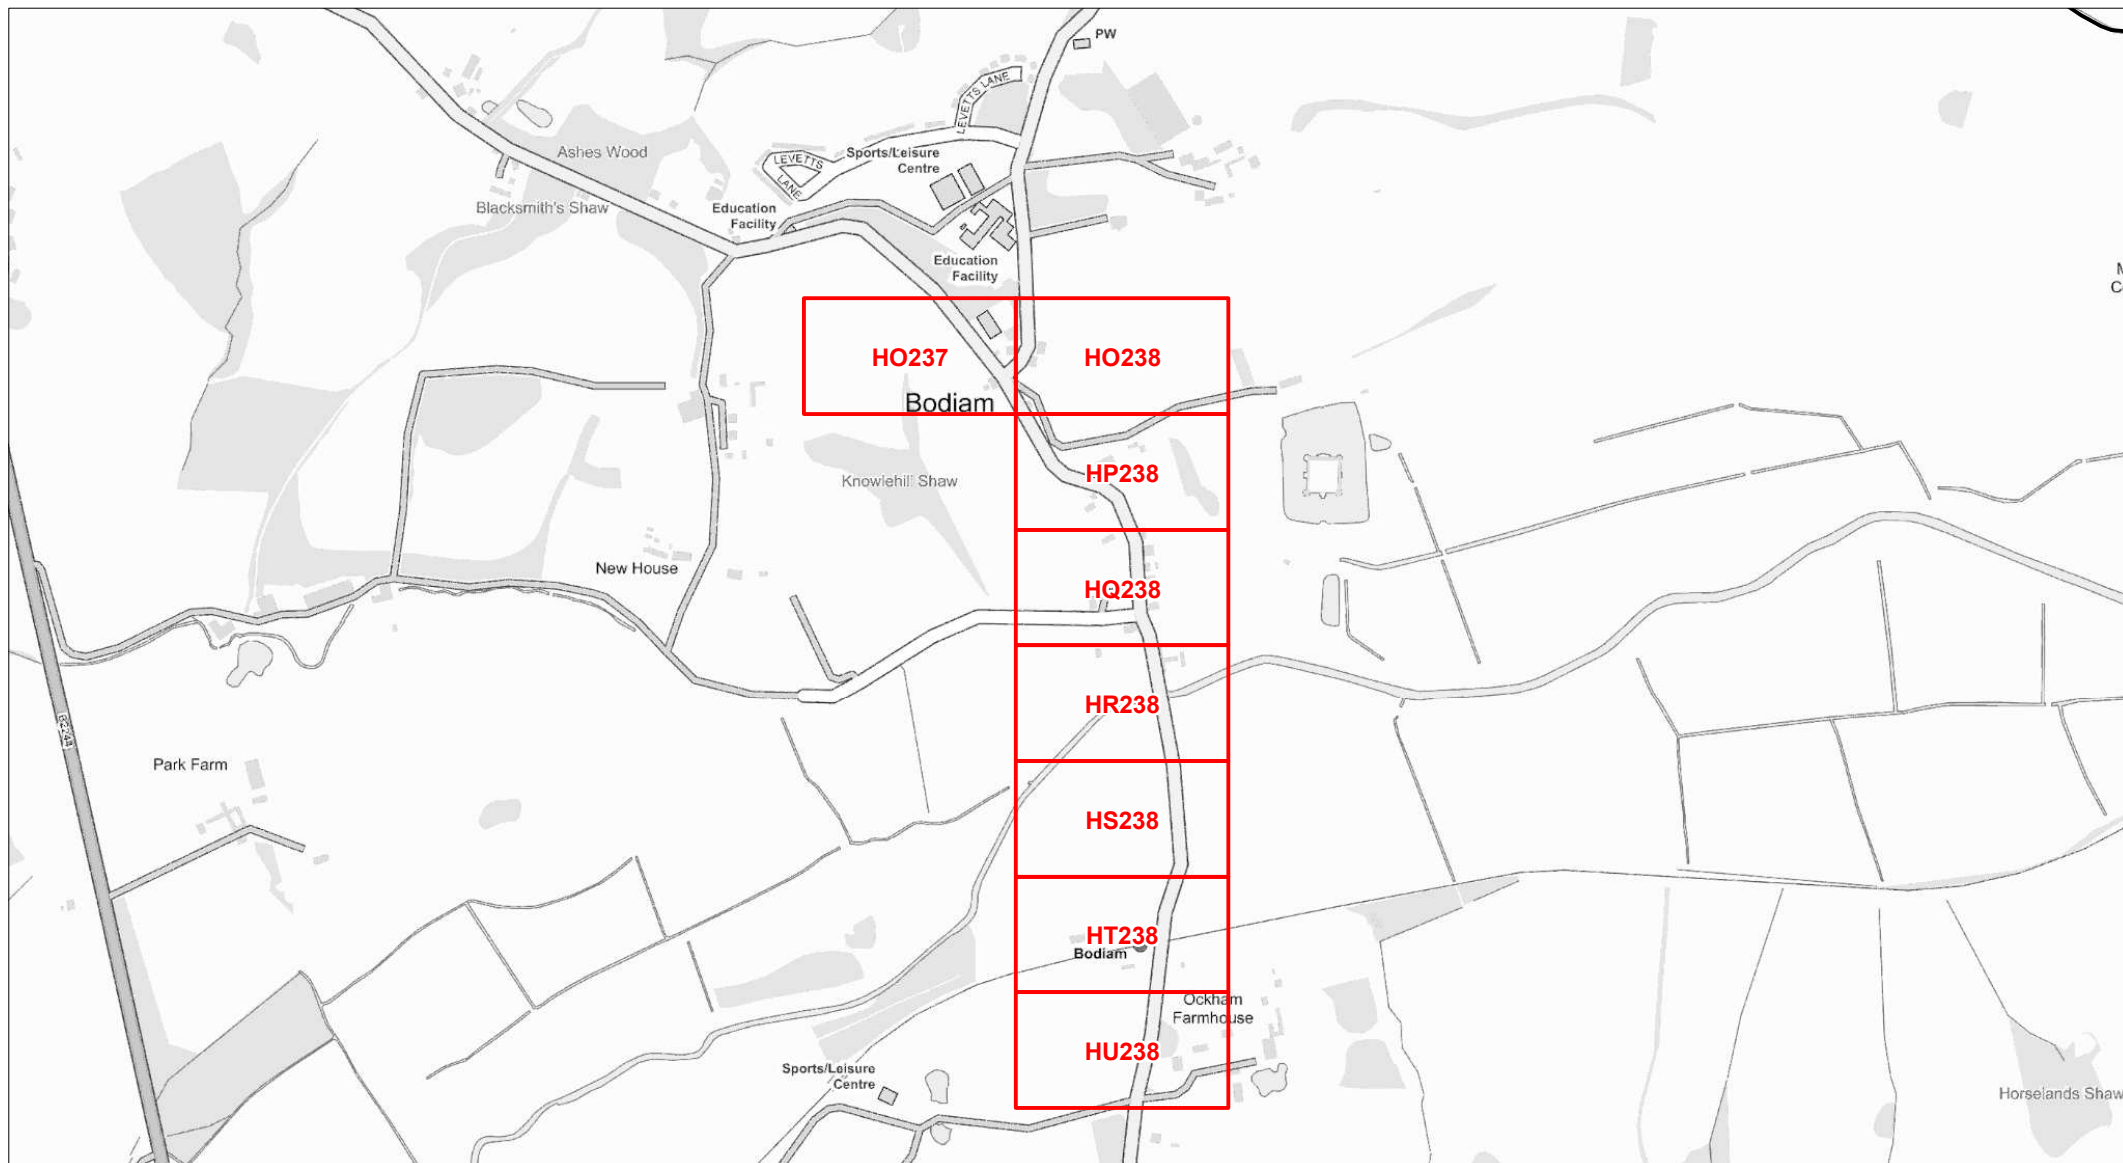 PW
LEVETTS LANE
Ashes Wood
LEVETTS
LANE
Sports/Leisure
Centre
Blacksmith's Shaw
Education
Facility
Education
Facility
HO237
HO238
Bodiam
HP238
Knowlehill Shaw
New House
HQ238
HR238
B2244
Park Farm
HS238
HT238
Bodiam
Ockham
Farmhouse
HU238
Sports/Leisure
Centre
Horselands Shaw